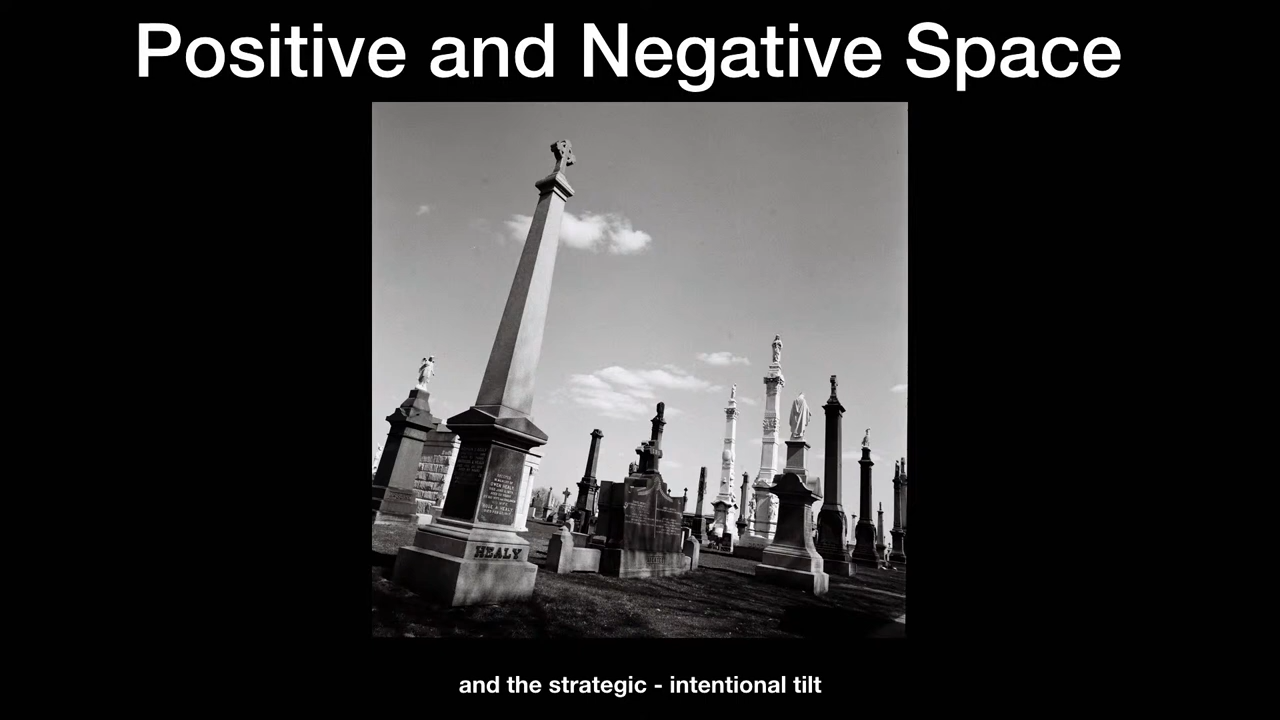 Positive and Negative Space
HEALY
and the strategic - intentional tilt